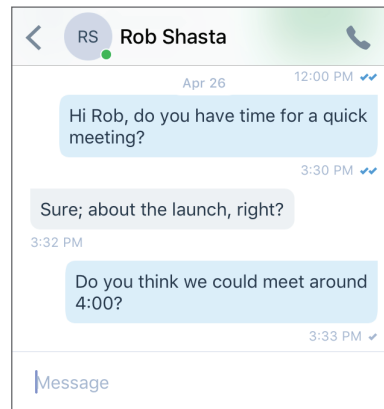 RS Rob Shasta
12:00 PM
Apr 26
Hi Rob, do you have time for a quick
meeting?
3:30 PM
Sure; about the launch, right?
3:32 PM
Do you think we could meet around
4:00?
3:33 PM
Message